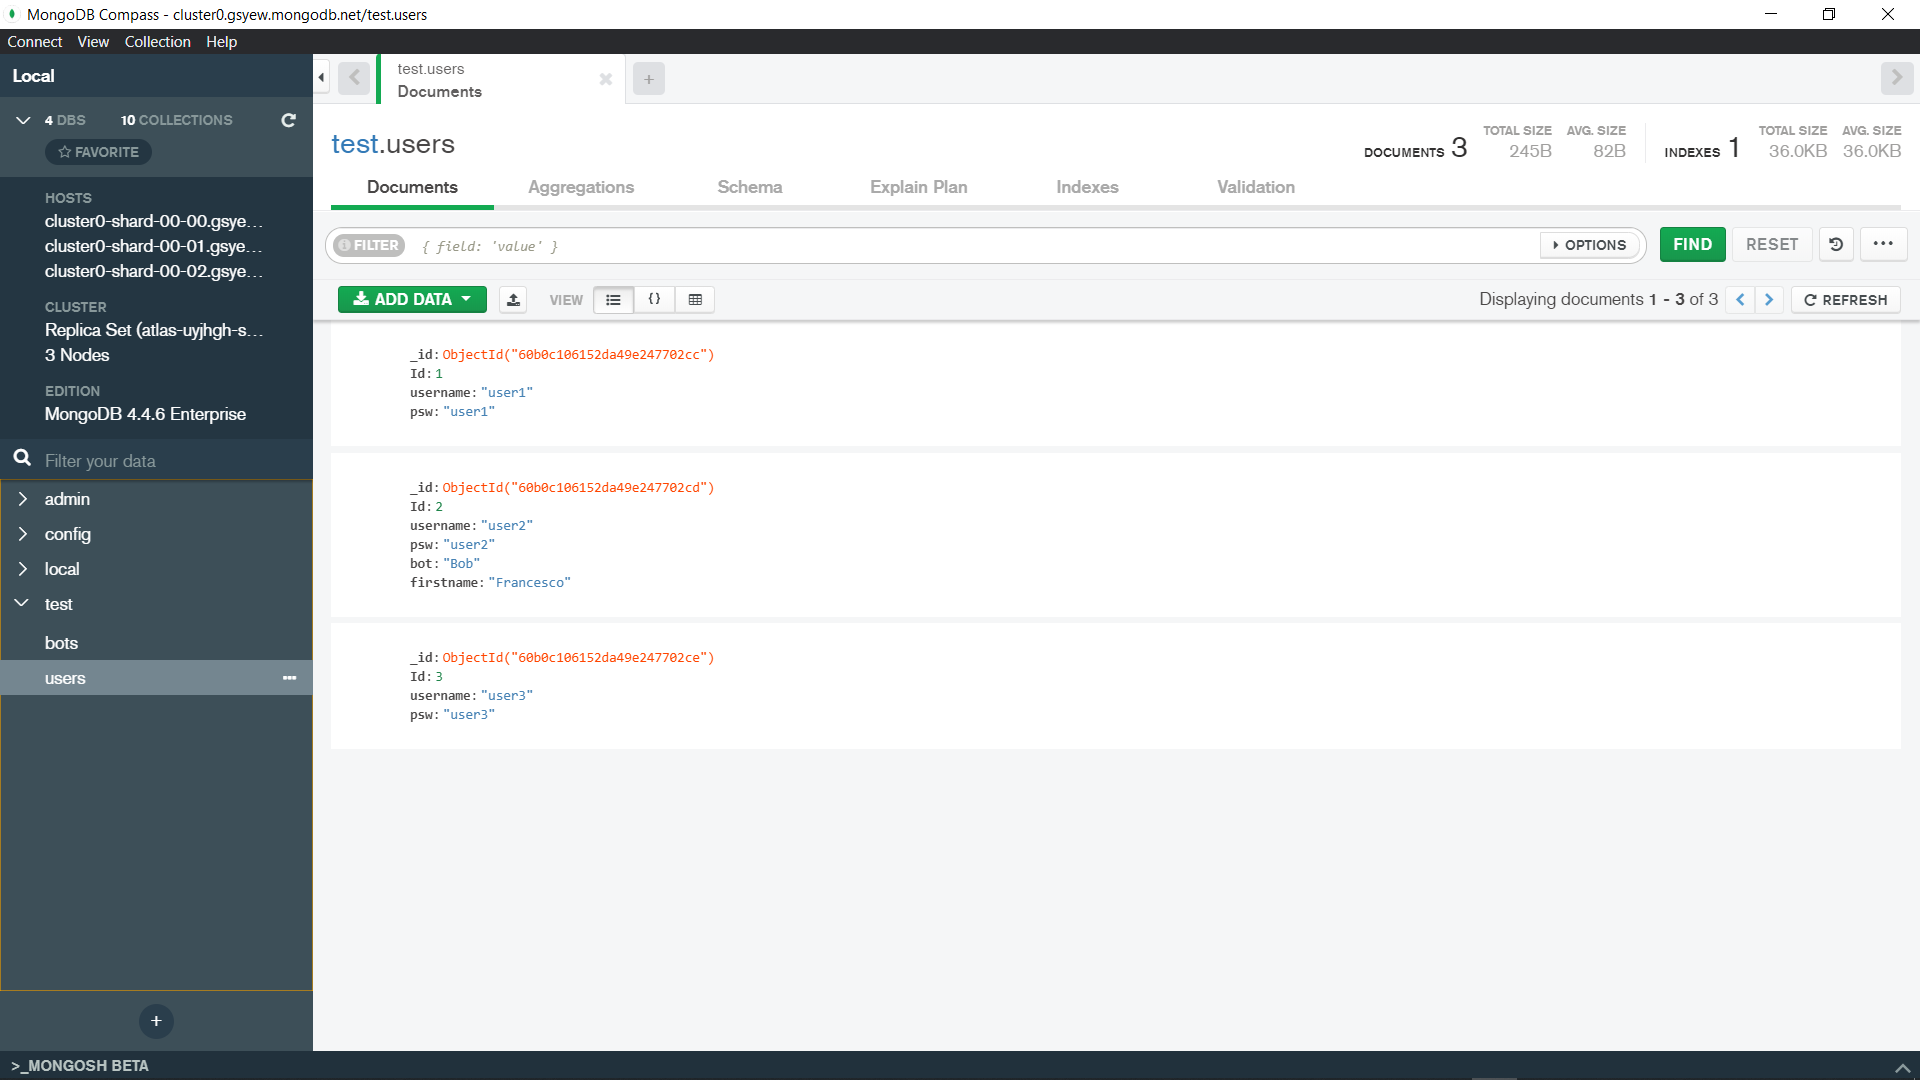 MongoDB Compass - cluster0.gsyew.mongodb.net/test.users
Connect View Collection Help
Local
4 DBS 10 COLLECTIONS
FAVORITE
HOSTS
cluster0-shard-00-00.gsye...
cluster0-shard-00-01.gsye...
cluster0-shard-00-02.gsye...
CLUSTER
Replica Set (atlas-uyjhgh-s...
3 Nodes
EDITION
MongoDB 4.4.6 Enterprise
Filter your data
admin
config
local
test
bots
users
>_MONGOSH BETA
test.users
Documents
test.users
DOCUMENTS 3 TOTAL SIZE 245B AVG. SIZE 82B INDEXES 1 TOTAL SIZE 36.0KB AVG. SIZE 36.0KB
Documents Aggregations Schema Explain Plan Indexes Validation
FILTER { field: 'value' } OPTIONS FIND RESET
ADD DATA VIEW Displaying documents 1 - 3 of 3 REFRESH
_id: ObjectId("60b0c106152da49e247702cc")
Id: 1
username: "user1"
psw: "user1"
_id: ObjectId("60b0c106152da49e247702cd")
Id: 2
username: "user2"
psw: "user2"
bot: "Bob"
firstname: "Francesco"
_id: ObjectId("60b0c106152da49e247702ce")
Id: 3
username: "user3"
psw: "user3"